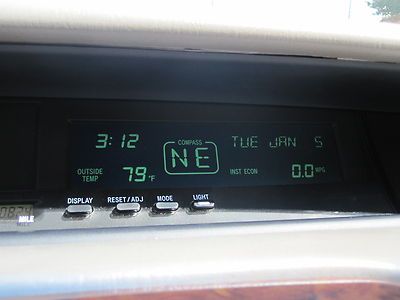 3:12
COMPASS
NE
TUE JAN 5
OUTSIDE TEMP 79°F
INST ECON 0.0 MPG
DISPLAY RESET/ADJ MODE LIGHT
MILE